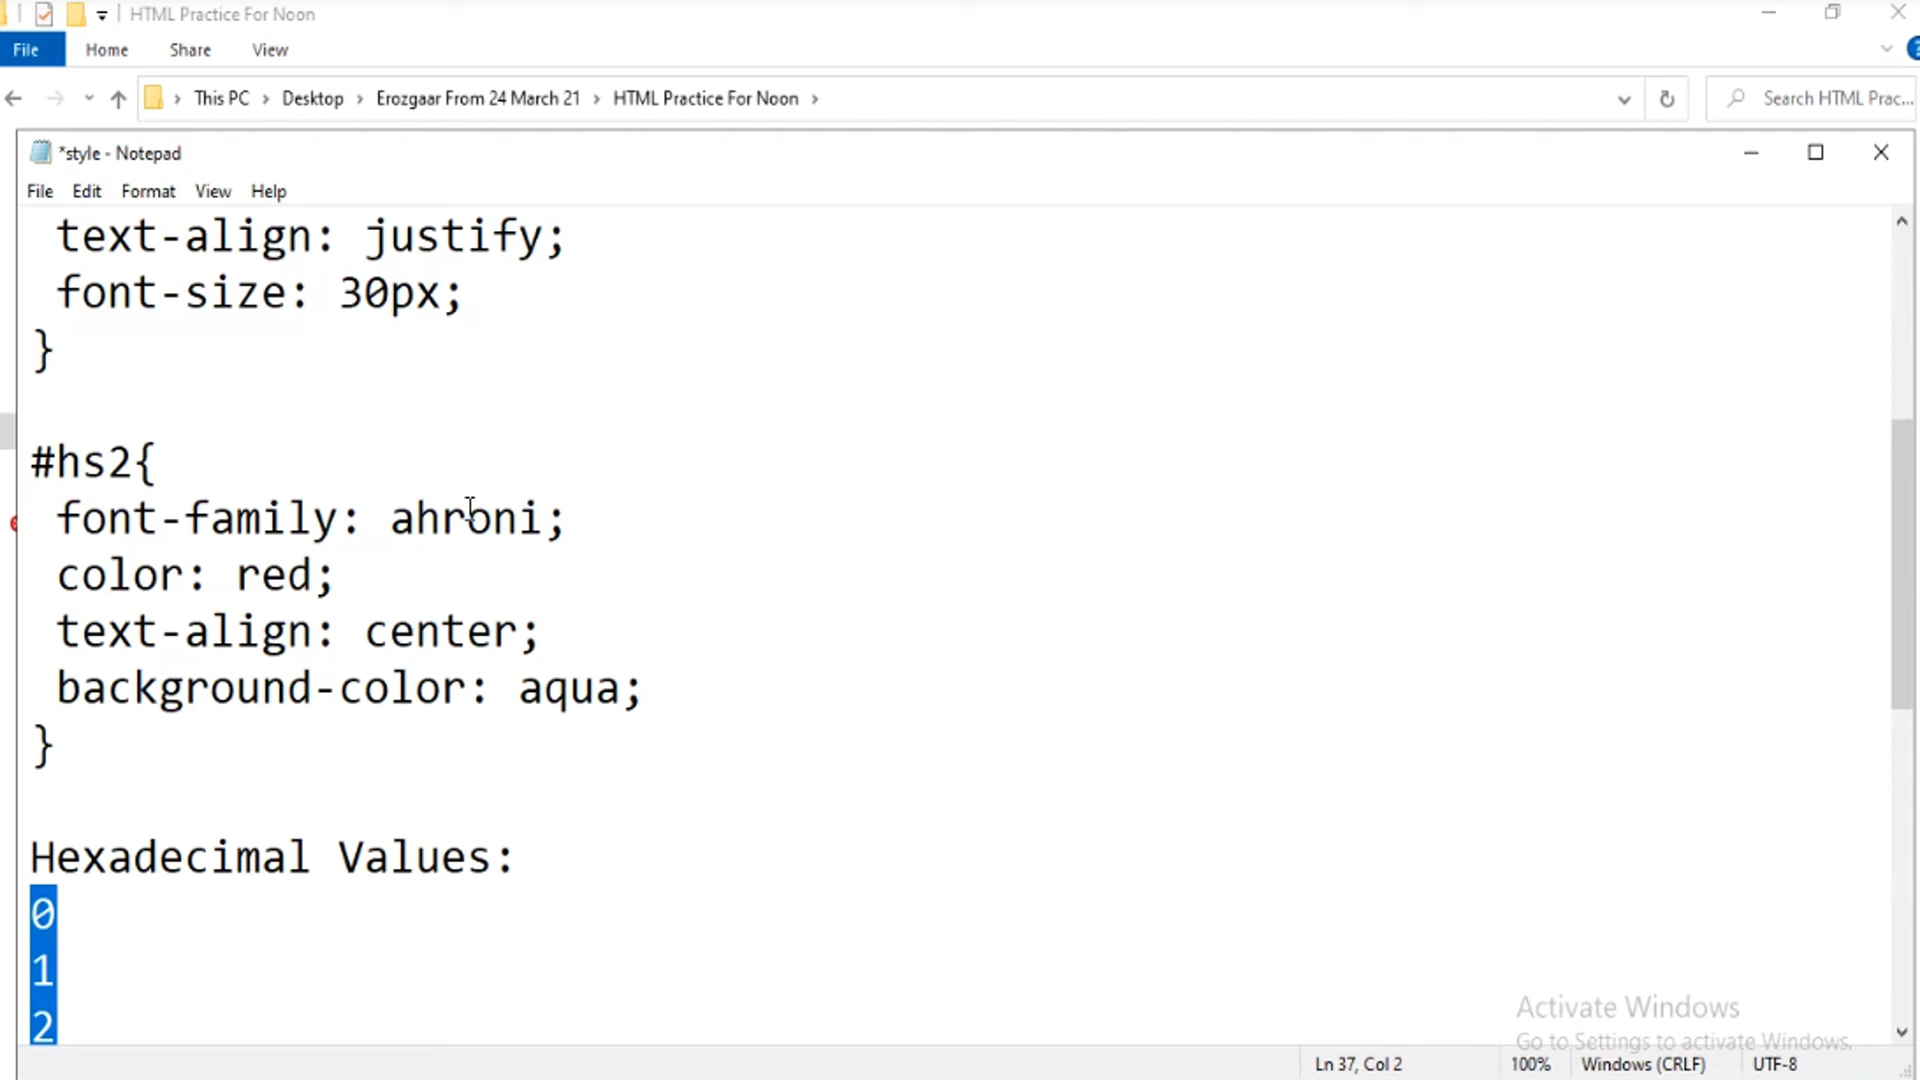 HTML Practice For Noon
File Home Share View
This PC > Desktop > Erozgaar From 24 March 21 > HTML Practice For Noon >
Search HTML Prac...
*style - Notepad
File Edit Format View Help
text-align: justify;
font-size: 30px;
}
#hs2{
font-family: ahroni;
color: red;
text-align: center;
background-color: aqua;
}
Hexadecimal Values:
0
1
2
Activate Windows
Go to Settings to activate Windows.
Ln 37, Col 2 100% Windows (CRLF) UTF-8